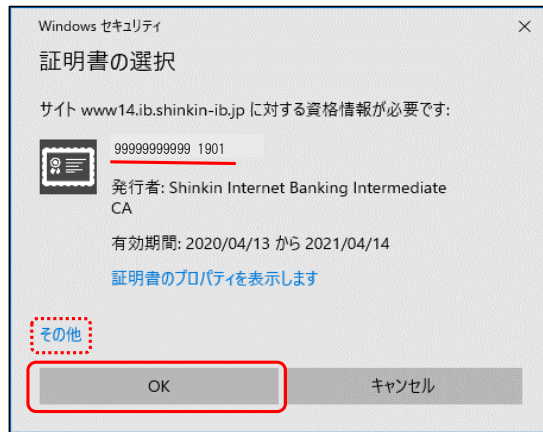 Windows セキュリティ
証明書の選択
サイト www14.ib.shinkin-ib.jp に対する資格情報が必要です:
99999999999 1901
発行者: Shinkin Internet Banking Intermediate
CA
有効期間: 2020/04/13 から 2021/04/14
証明書のプロパティを表示します
その他
OK
キャンセル